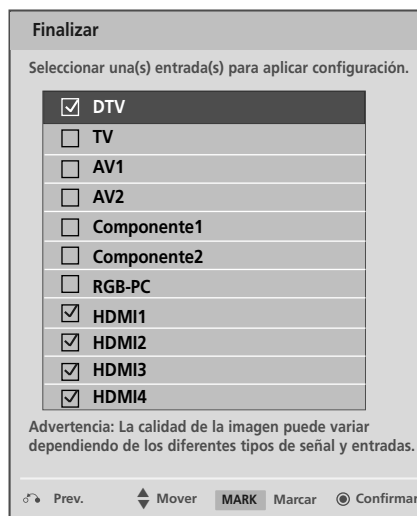 Finalizar
Seleccionar una(s) entrada(s) para aplicar configuración.
DTV
TV
AV1
AV2
Componente1
Componente2
RGB-PC
HDMI1
HDMI2
HDMI3
HDMI4
Advertencia: La calidad de la imagen puede variar
dependiendo de los diferentes tipos de señal y entradas.
Prev. Mover MARK Marcar Confirmar